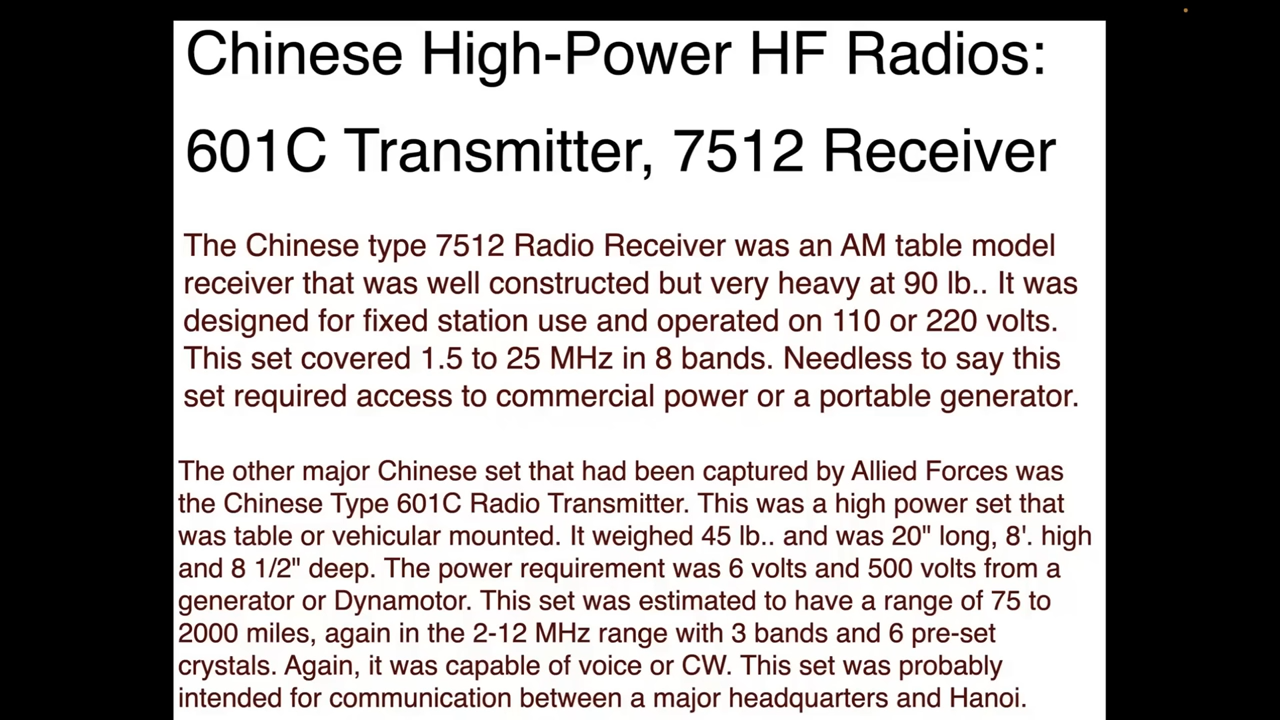 Chinese High-Power HF Radios:
601C Transmitter, 7512 Receiver
The Chinese type 7512 Radio Receiver was an AM table model
receiver that was well constructed but very heavy at 90 lb.. It was
designed for fixed station use and operated on 110 or 220 volts.
This set covered 1.5 to 25 MHz in 8 bands. Needless to say this
set required access to commercial power or a portable generator.
The other major Chinese set that had been captured by Allied Forces was
the Chinese Type 601C Radio Transmitter. This was a high power set that
was table or vehicular mounted. It weighed 45 lb.. and was 20" long, 8'. high
and 8 1/2" deep. The power requirement was 6 volts and 500 volts from a
generator or Dynamotor. This set was estimated to have a range of 75 to
2000 miles, again in the 2-12 MHz range with 3 bands and 6 pre-set
crystals. Again, it was capable of voice or CW. This set was probably
intended for communication between a major headquarters and Hanoi.